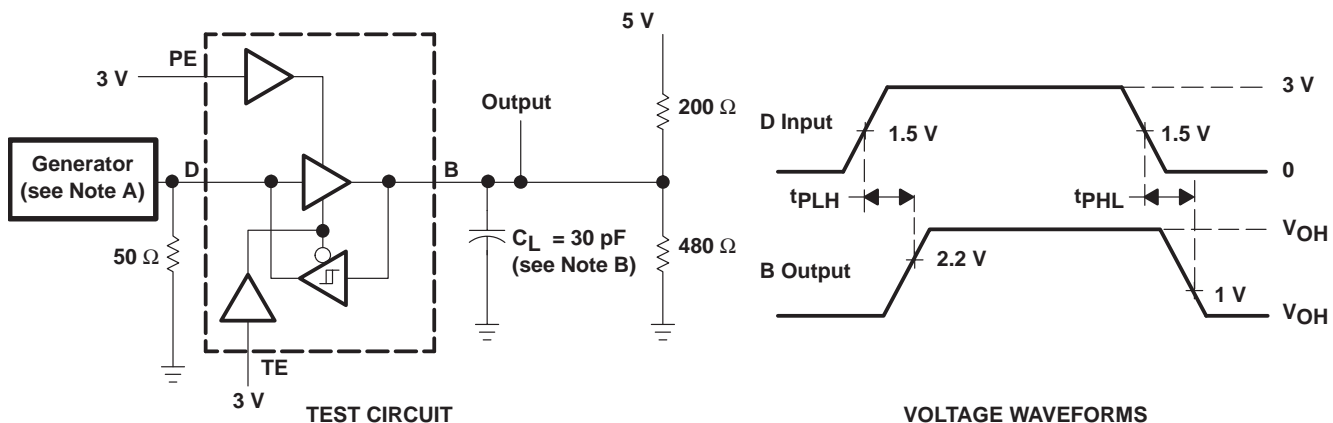 5 V
PE
3 V
Output
200 Ω
Generator
(see Note A)
D
B
50 Ω
CL = 30 pF
(see Note B)
480 Ω
TE
3 V
TEST CIRCUIT
3 V
D Input
1.5 V
1.5 V
0
tPLH
tPHL
VOH
2.2 V
B Output
1 V
VOH
VOLTAGE WAVEFORMS